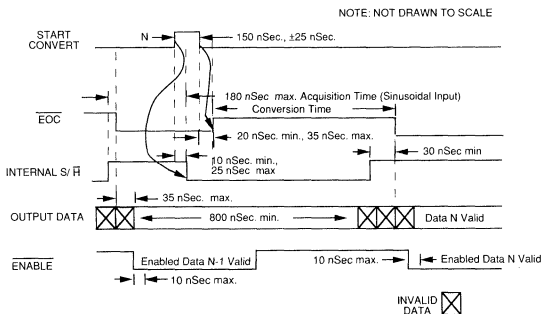 NOTE: NOT DRAWN TO SCALE
START
CONVERT
N
150 nSec., ±25 nSec.
180 nSec max. Acquisition Time (Sinusoidal Input)
Conversion Time
EOC
20 nSec min., 35 nSec. max.
30 nSec min
10 nSec min.,
25 nSec max
INTERNAL S/ H
35 nSec. max.
OUTPUT DATA
800 nSec. min.
Data N Valid
ENABLE
Enabled Data N-1 Valid
10 nSec max.
Enabled Data N Valid
10 nSec max.
INVALID
DATA